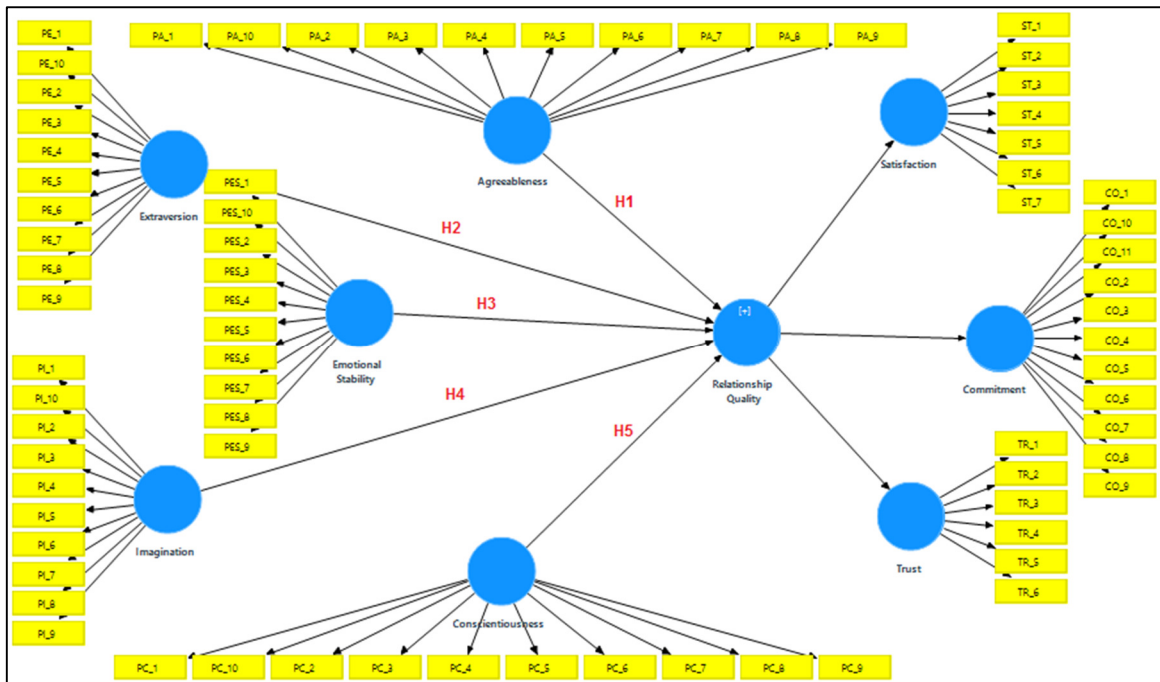 PE_1
PE_10
PE_2
PE_3
PE_4
PE_5
PE_6
PE_7
PE_8
PE_9
Extraversion
PA_1
PA_10
PA_2
PA_3
PA_4
PA_5
PA_6
PA_7
PA_8
PA_9
Agreeableness
ST_1
ST_2
ST_3
ST_4
ST_5
ST_6
ST_7
Satisfaction
PES_1
PES_10
PES_2
PES_3
PES_4
PES_5
PES_6
PES_7
PES_8
PES_9
Emotional
Stability
H1
H2
H3
H4
H5
[+]
Relationship
Quality
CO_1
CO_10
CO_11
CO_2
CO_3
CO_4
CO_5
CO_6
CO_7
CO_8
CO_9
Commitment
PI_1
PI_10
PI_2
PI_3
PI_4
PI_5
PI_6
PI_7
PI_8
PI_9
Imagination
TR_1
TR_2
TR_3
TR_4
TR_5
TR_6
Trust
Conscientiousness
PC_1
PC_10
PC_2
PC_3
PC_4
PC_5
PC_6
PC_7
PC_8
PC_9